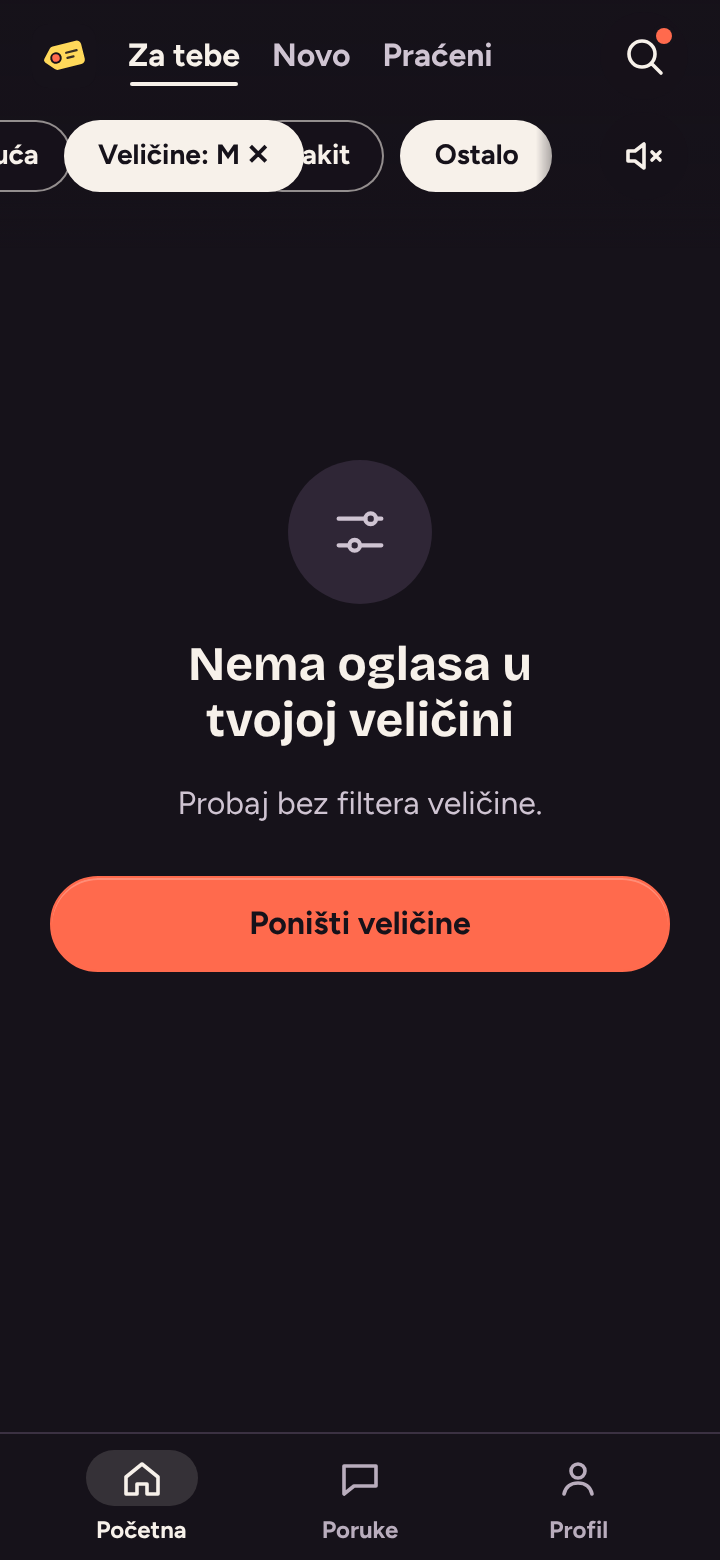 Za tebe Novo Praćeni
uća Veličine: M ✕ akit Ostalo
Nema oglasa u
tvojoj veličini
Probaj bez filtera veličine.
Poništi veličine
Početna Poruke Profil